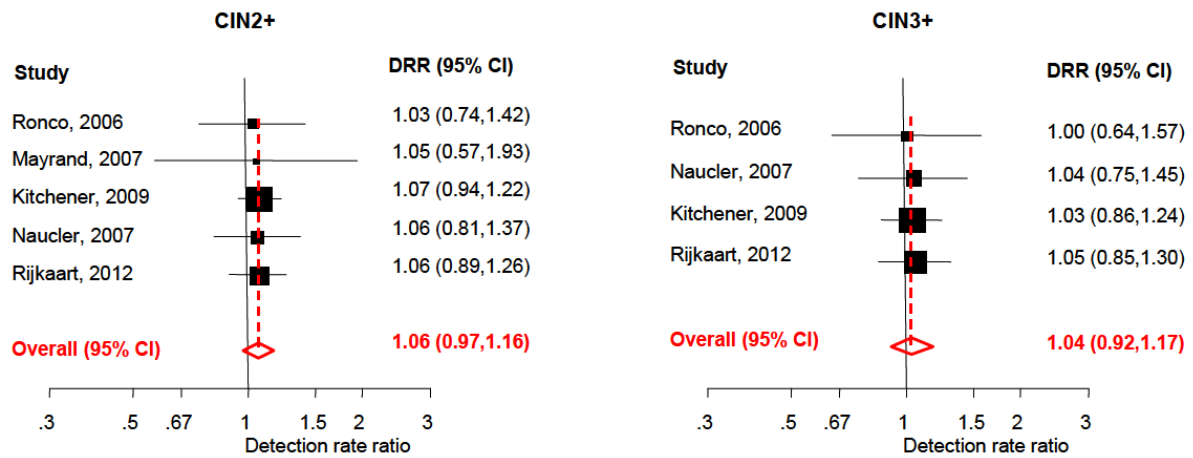 CIN2+
Study DRR (95% CI)
Ronco, 2006 1.03 (0.74,1.42)
Mayrand, 2007 1.05 (0.57,1.93)
Kitchener, 2009 1.07 (0.94,1.22)
Naucler, 2007 1.06 (0.81,1.37)
Rijkaart, 2012 1.06 (0.89,1.26)
Overall (95% CI) 1.06 (0.97,1.16)
.3 .5 .67 1 1.5 2 3
Detection rate ratio
CIN3+
Study DRR (95% CI)
Ronco, 2006 1.00 (0.64,1.57)
Naucler, 2007 1.04 (0.75,1.45)
Kitchener, 2009 1.03 (0.86,1.24)
Rijkaart, 2012 1.05 (0.85,1.30)
Overall (95% CI) 1.04 (0.92,1.17)
.3 .5 .67 1 1.5 2 3
Detection rate ratio